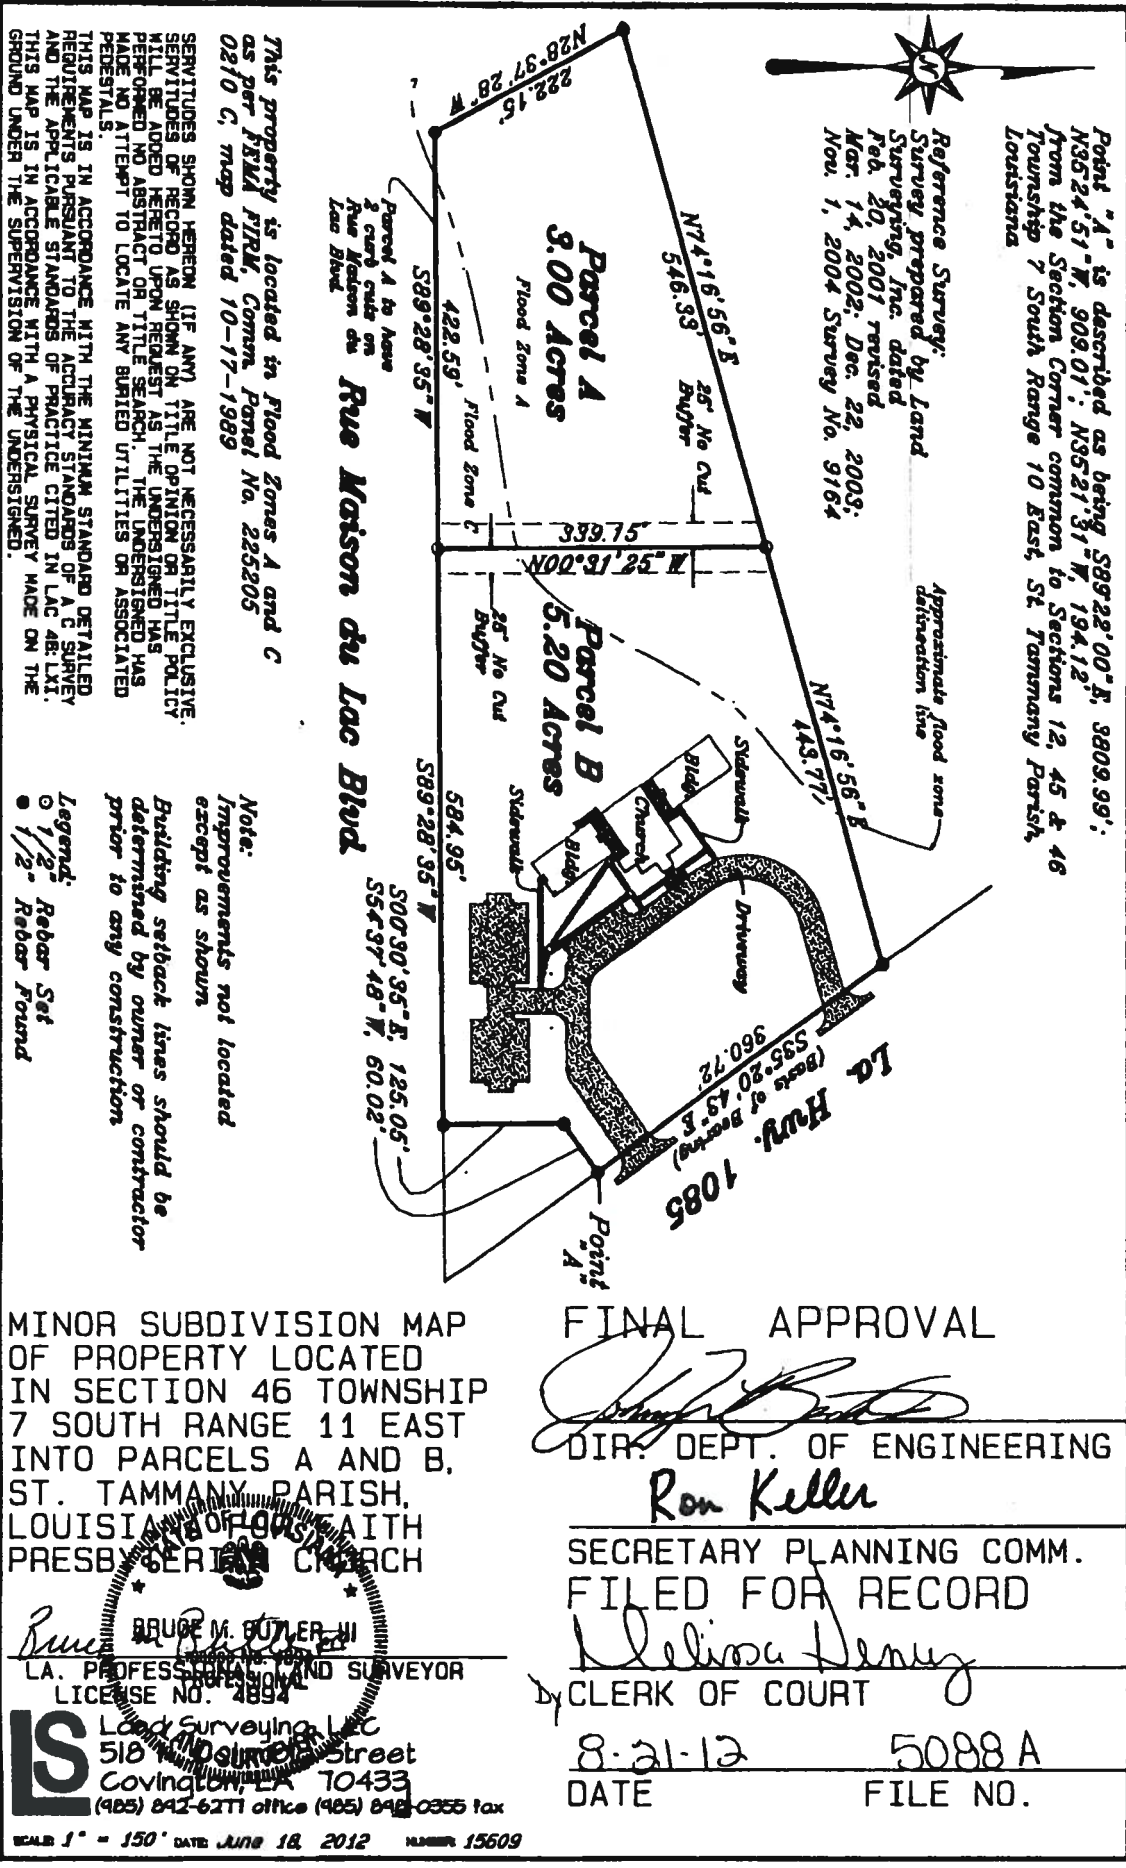 Point "A" is described as being S89°22'00"E, 3809.99';
N35°24'51"W, 909.01'; N35°21'31"W, 194.12'
from the Section Corner common to Sections 12, 45 & 46
Township 7 South Range 10 East, St. Tammany Parish,
Louisiana
N
Reference Survey:
Survey prepared by Land
Surveying, Inc. dated
Feb. 20, 2001 revised
Mar. 14, 2002; Dec. 22, 2003;
Nov. 1, 2004 Survey No. 9164
Approximate flood zone
delineation line
N28°37'28"W
222.15'
N74°16'56"E
546.33'
N74°16'56"E
443.77'
25' No Cut
Buffer
Parcel A
3.00 Acres
Flood Zone A
Flood Zone C
339.15'
N00°31'25"W
25' No Cut
Buffer
Parcel B
5.20 Acres
Sidewalk
Bldg.
Church
Bldg.
Sidewalk
Driveway
La. Hwy. 1085
(Basis of Bearing)
S35°20'43"E
360.72'
Point
"A"
422.59'
S89°28'35"W
584.95'
S89°28'35"W
S00°30'35"E, 125.05'
S54°37'48"W, 60.02'
Parcel A to have
2 curb cuts on
Rue Maison du
Lac Blvd.
Rue Maison du Lac Blvd.
This property is located in Flood Zones A and C
as per FEMA FIRM, Comm Panel No. 225205
0210 C, map dated 10-17-1989
SERVITUDES SHOWN HEREON (IF ANY) ARE NOT NECESSARILY EXCLUSIVE.
SERVITUDES OF RECORD AS SHOWN ON TITLE OPINION OR TITLE POLICY
WILL BE ADDED HERETO UPON REQUEST AS THE UNDERSIGNED HAS
PERFORMED NO ABSTRACT OR TITLE SEARCH. THE UNDERSIGNED HAS
MADE NO ATTEMPT TO LOCATE ANY BURIED UTILITIES OR ASSOCIATED
PEDESTALS.
THIS MAP IS IN ACCORDANCE WITH THE MINIMUM STANDARD DETAILED
REQUIREMENTS PURSUANT TO THE ACCURACY STANDARDS OF A C SURVEY
AND THE APPLICABLE STANDARDS OF PRACTICE CITED IN LAC 46:LXI.
THIS MAP IS IN ACCORDANCE WITH A PHYSICAL SURVEY MADE ON THE
GROUND UNDER THE SUPERVISION OF THE UNDERSIGNED.
Note:
Improvements not located
except as shown
Building setback lines should be
determined by owner or contractor
prior to any construction
Legend:
1/2" Rebar Set
1/2" Rebar Found
MINOR SUBDIVISION MAP
OF PROPERTY LOCATED
IN SECTION 46 TOWNSHIP
7 SOUTH RANGE 11 EAST
INTO PARCELS A AND B,
ST. TAMMANY PARISH,
LOUISIANA FOR FAITH
PRESBYTERIAN CHURCH
STATE OF LOUISIANA
BRUCE M. BUTLER, III
LICENSE No. 4894
PROFESSIONAL
LAND SURVEYOR
LA. PROFESSIONAL LAND SURVEYOR
LICENSE NO. 4894
LS
Land Surveying LLC
518 N. Columbia Street
Covington, LA 70433
(985) 892-6277 office (985) 898-0355 fax
SCALE: 1" = 150' DATE: June 18, 2012 NUMBER: 15609
FINAL APPROVAL
DIR. DEPT. OF ENGINEERING
Ron Keller
SECRETARY PLANNING COMM.
FILED FOR RECORD
Melissa Henry
By CLERK OF COURT
8-21-12 5088 A
DATE FILE NO.